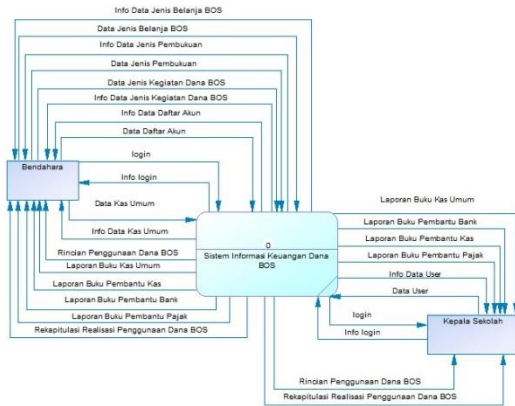 Info Data Jenis Belanja BOS
Data Jenis Belanja BOS
Info Data Jenis Pembukuan
Data Jenis Pembukuan
Data Jenis Kegiatan Dana BOS
Info Data Jenis Kegiatan Dana BOS
Info Data Daftar Akun
Data Daftar Akun
login
Bendahara
Info login
Data Kas Umum
Info Data Kas Umum
Rincian Penggunaan Dana BOS
Laporan Buku Kas Umum
Laporan Buku Pembantu Kas
Laporan Buku Pembantu Bank
Laporan Buku Pembantu Pajak
Rekapitulasi Realisasi Penggunaan Dana BOS
0
Sistem Informasi Keuangan Dana
BOS
Laporan Buku Kas Umum
Laporan Buku Pembantu Bank
Laporan Buku Pembantu Kas
Laporan Buku Pembantu Pajak
Info Data User
Data User
login
Kepala Sekolah
Info login
Rincian Penggunaan Dana BOS
Rekapitulasi Realisasi Penggunaan Dana BOS